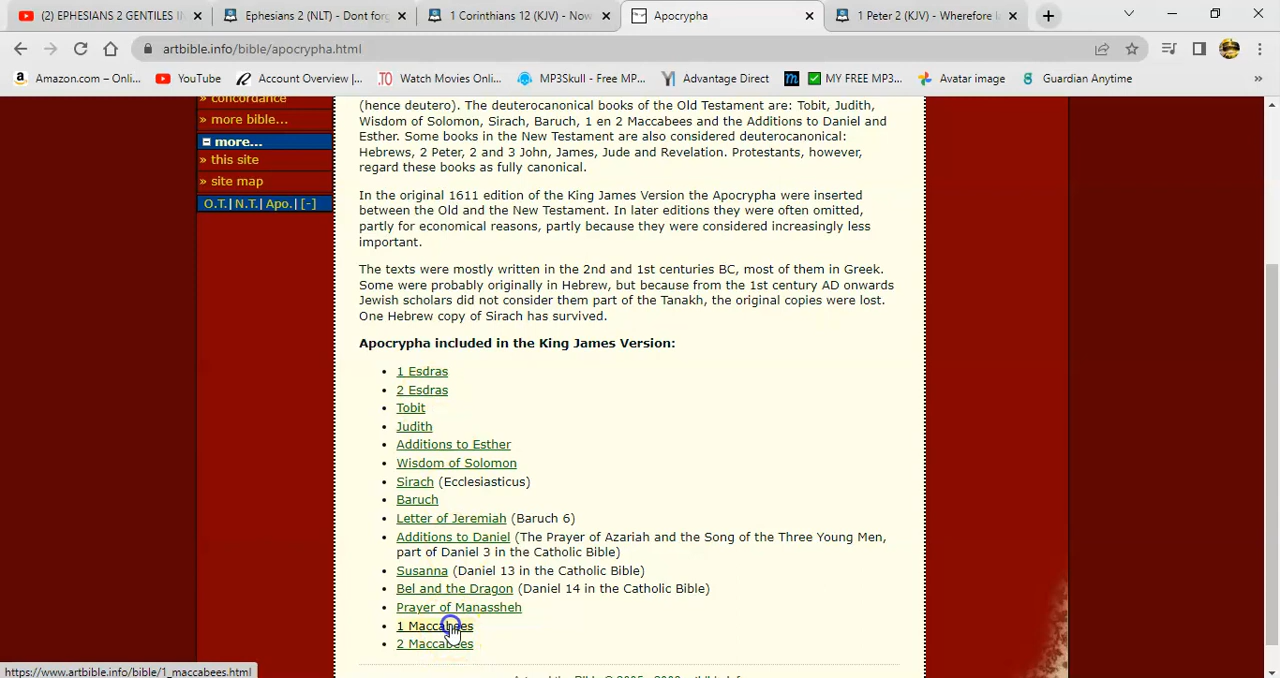 (2) EPHESIANS 2 GENTILES I
Ephesians 2 (NLT) - Dont for
1 Corinthians 12 (KJV) - Now
Apocrypha
1 Peter 2 (KJV) - Wherefore l
artbible.info/bible/apocrypha.html
Amazon.com – Onli...
YouTube
Account Overview |...
Watch Movies Onlin...
MP3Skull - Free MP...
Advantage Direct
MY FREE MP3...
Avatar image
Guardian Anytime
» concordance
» more bible...
more...
» this site
» site map
O.T.| N.T.| Apo.| [-]
(hence deutero). The deuterocanonical books of the Old Testament are: Tobit, Judith,
Wisdom of Solomon, Sirach, Baruch, 1 en 2 Maccabees and the Additions to Daniel and
Esther. Some books in the New Testament are also considered deuterocanonical:
Hebrews, 2 Peter, 2 and 3 John, James, Jude and Revelation. Protestants, however,
regard these books as fully canonical.
In the original 1611 edition of the King James Version the Apocrypha were inserted
between the Old and the New Testament. In later editions they were often omitted,
partly for economical reasons, partly because they were considered increasingly less
important.
The texts were mostly written in the 2nd and 1st centuries BC, most of them in Greek.
Some were probably originally in Hebrew, but because from the 1st century AD onwards
Jewish scholars did not consider them part of the Tanakh, the original copies were lost.
One Hebrew copy of Sirach has survived.
Apocrypha included in the King James Version:
• 1 Esdras
• 2 Esdras
• Tobit
• Judith
• Additions to Esther
• Wisdom of Solomon
• Sirach (Ecclesiasticus)
• Baruch
• Letter of Jeremiah (Baruch 6)
• Additions to Daniel (The Prayer of Azariah and the Song of the Three Young Men,
part of Daniel 3 in the Catholic Bible)
• Susanna (Daniel 13 in the Catholic Bible)
• Bel and the Dragon (Daniel 14 in the Catholic Bible)
• Prayer of Manassheh
• 1 Maccabees
• 2 Maccabees
https://www.artbible.info/bible/1_maccabees.html